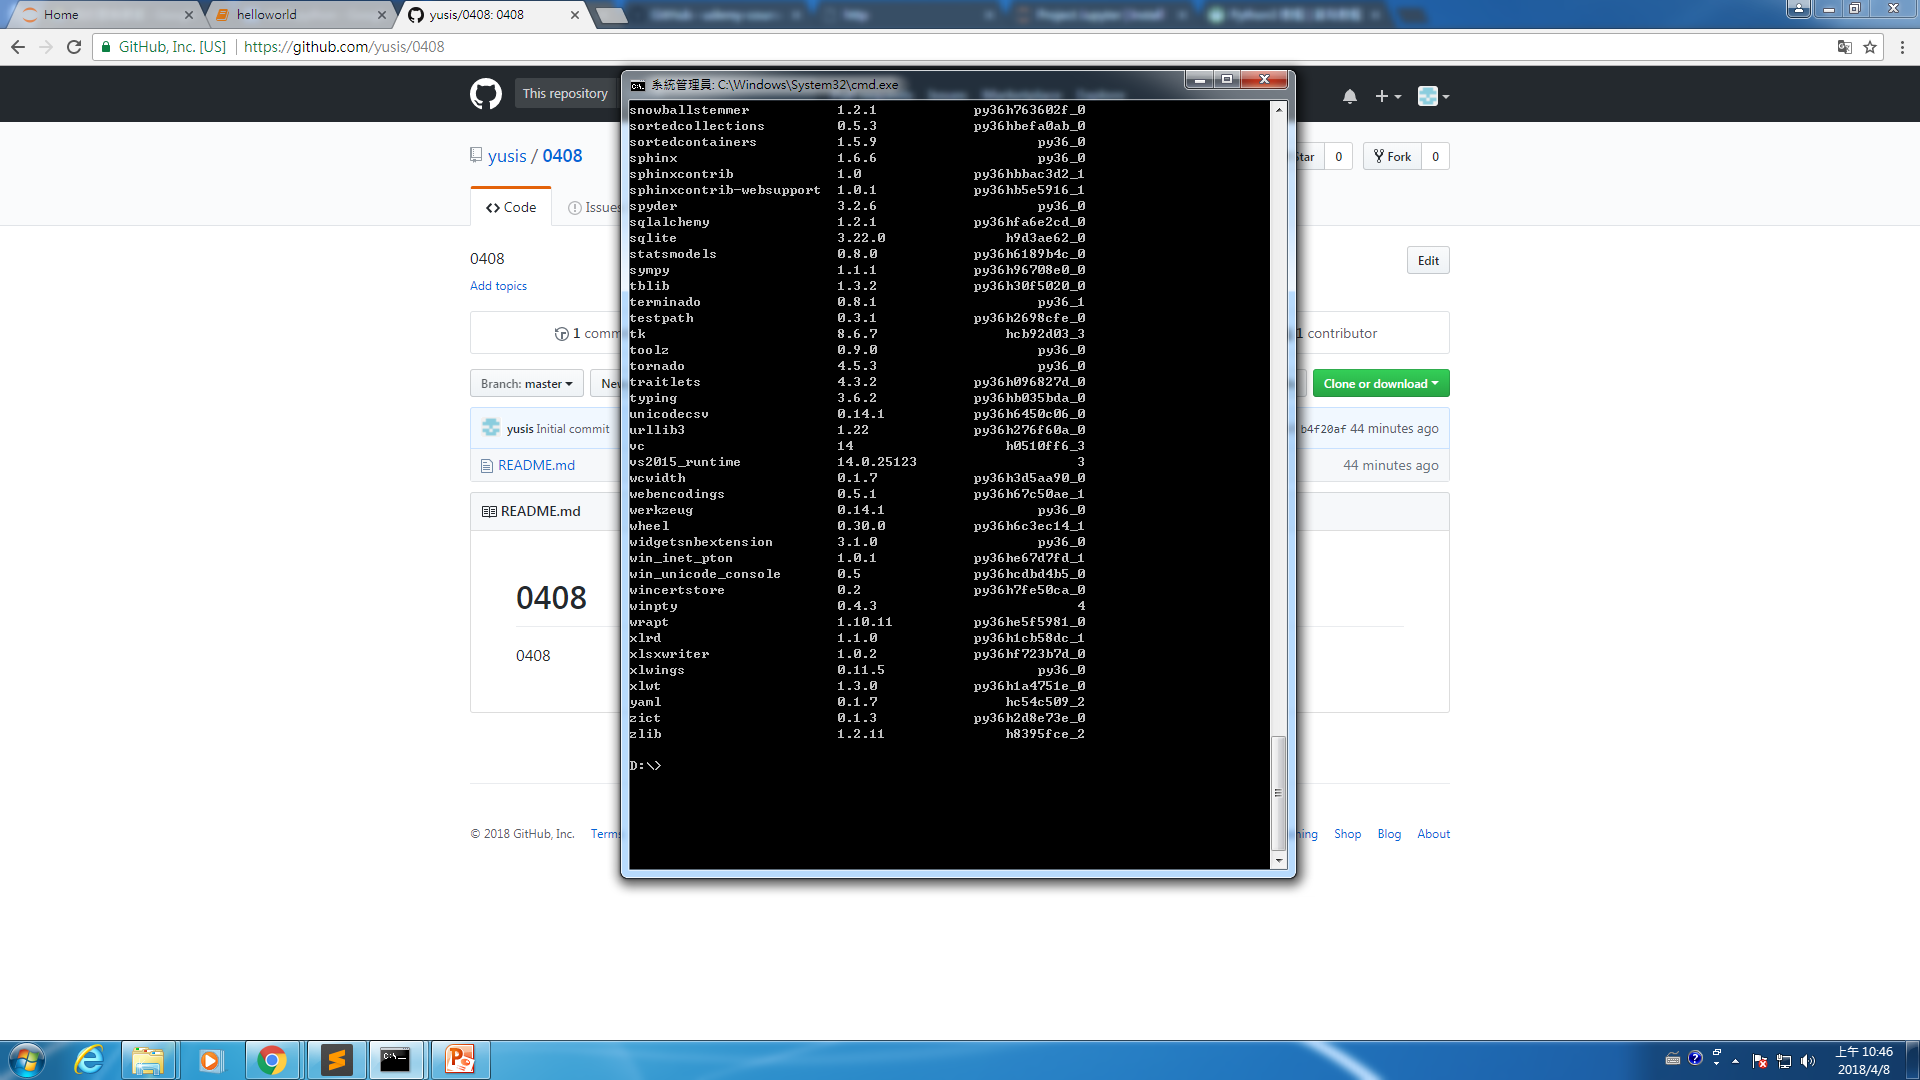 Home
helloworld
yusis/0408: 0408
GitHub, Inc. [US]
https://github.com/yusis/0408
系統管理員: C:\Windows\System32\cmd.exe
This repository
yusis / 0408
Star 0
Fork 0
Code
Issues
0408
Edit
Add topics
1 comm
1 contributor
Branch: master
New
Clone or download
yusis Initial commit
b4f20af 44 minutes ago
README.md
44 minutes ago
README.md
0408
0408
© 2018 GitHub, Inc.
Terms
ning
Shop
Blog
About
snowballstemmer 1.2.1 py36h763602f_0
sortedcollections 0.5.3 py36hbefa0ab_0
sortedcontainers 1.5.9 py36_0
sphinx 1.6.6 py36_0
sphinxcontrib 1.0 py36hbbac3d2_1
sphinxcontrib-websupport 1.0.1 py36hb5e5916_1
spyder 3.2.6 py36_0
sqlalchemy 1.2.1 py36hfa6e2cd_0
sqlite 3.22.0 h9d3ae62_0
statsmodels 0.8.0 py36h6189b4c_0
sympy 1.1.1 py36h96708e0_0
tblib 1.3.2 py36h30f5020_0
terminado 0.8.1 py36_1
testpath 0.3.1 py36h2698cfe_0
tk 8.6.7 hcb92d03_3
toolz 0.9.0 py36_0
tornado 4.5.3 py36_0
traitlets 4.3.2 py36h096827d_0
typing 3.6.2 py36hb035bda_0
unicodecsv 0.14.1 py36h6450c06_0
urllib3 1.22 py36h276f60a_0
vc 14 h0510ff6_3
vs2015_runtime 14.0.25123 3
wcwidth 0.1.7 py36h3d5aa90_0
webencodings 0.5.1 py36h67c50ae_1
werkzeug 0.14.1 py36_0
wheel 0.30.0 py36h6c3ec14_1
widgetsnbextension 3.1.0 py36_0
win_inet_pton 1.0.1 py36he67d7fd_1
win_unicode_console 0.5 py36hcdbd4b5_0
wincertstore 0.2 py36h7fe50ca_0
winpty 0.4.3 4
wrapt 1.10.11 py36he5f5981_0
xlrd 1.1.0 py36h1cb58dc_1
xlsxwriter 1.0.2 py36hf723b7d_0
xlwings 0.11.5 py36_0
xlwt 1.3.0 py36h1a4751e_0
yaml 0.1.7 hc54c509_2
zict 0.1.3 py36h2d8e73e_0
zlib 1.2.11 h8395fce_2
D:\>
上午 10:46
2018/4/8